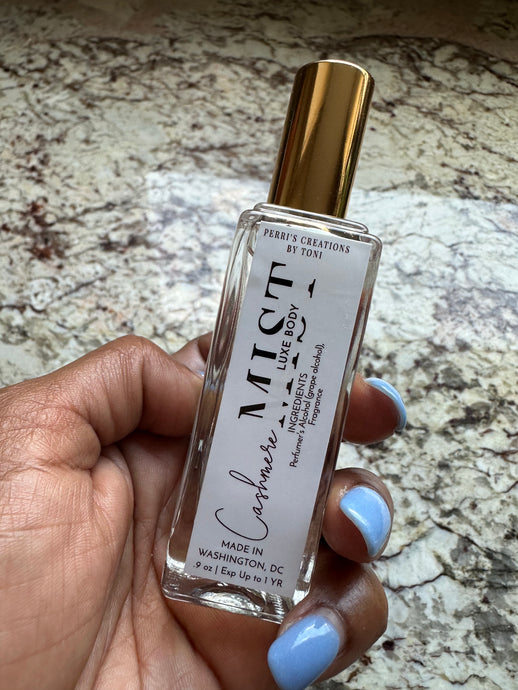 PERRI'S CREATIONS
BY TONI
Cashmere
MIST
LUXE BODY
MIST
INGREDIENTS
Perfumer's Alcohol (grape alcohol),
Fragrance
MADE IN
WASHINGTON, DC
.9 oz | Exp Up to 1 YR